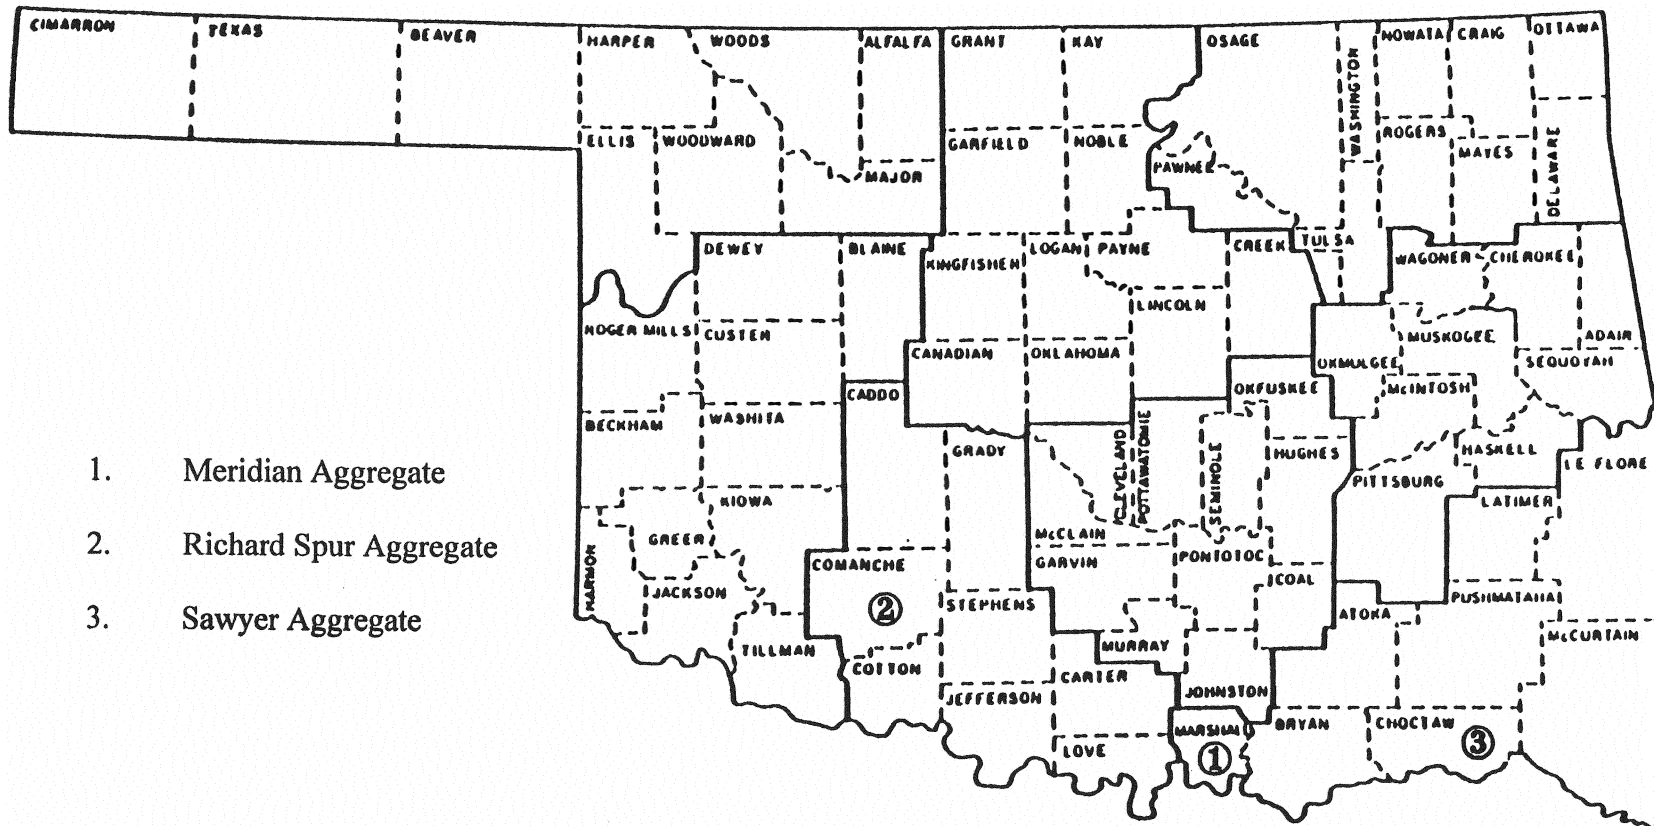 CIMARRON TEXAS BEAVER HARPER WOODS ALFALFA GRANT KAY OSAGE WASHINGTON NOWATA CRAIG OTTAWA
ELLIS WOODWARD MAJOR GARFIELD NOBLE PAWNEE ROGERS MAYES DELAWARE
DEWEY BLAINE KINGFISHER LOGAN PAYNE CREEK TULSA WAGONER CHEROKEE
ROGER MILLS CUSTER CANADIAN OKLAHOMA LINCOLN OKMULGEE MUSKOGEE ADAIR
SEQUOYAH
BECKHAM WASHITA CADDO OKFUSKEE McINTOSH
GRADY CLEVELAND POTTAWATOMIE SEMINOLE HUGHES PITTSBURG HASKELL LE FLORE
1. Meridian Aggregate
KIOWA LATIMER
2. Richard Spur Aggregate
HARMON GREER COMANCHE McCLAIN GARVIN PONTOTOC COAL
3. Sawyer Aggregate
JACKSON 2 STEPHENS ATOKA PUSHMATAHA
TILLMAN COTTON MURRAY McCURTAIN
JEFFERSON CARTER JOHNSTON
LOVE MARSHALL 1 BRYAN CHOCTAW 3